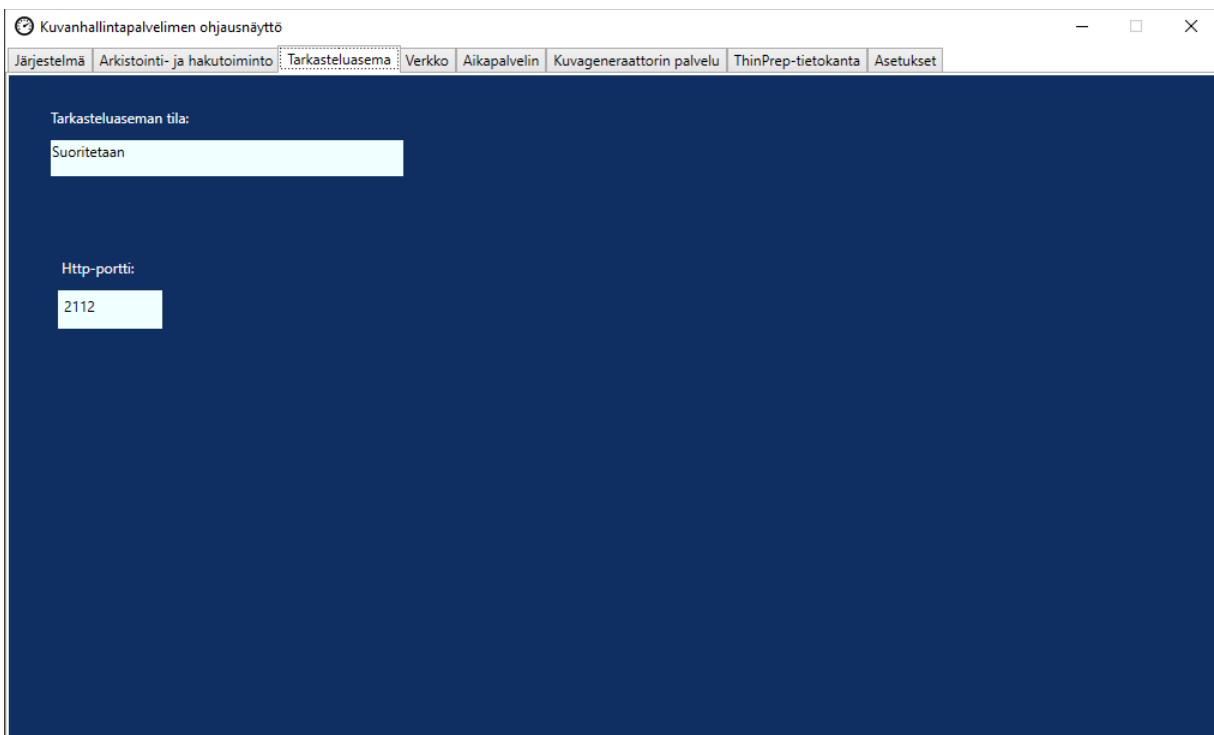 Kuvanhallintapalvelimen ohjausnäyttö
Järjestelmä Arkistointi- ja hakutoiminto Tarkasteluasema Verkko Aikapalvelin Kuvageneraattorin palvelu ThinPrep-tietokanta Asetukset
Tarkasteluaseman tila:
Suoritetaan
Http-portti:
2112